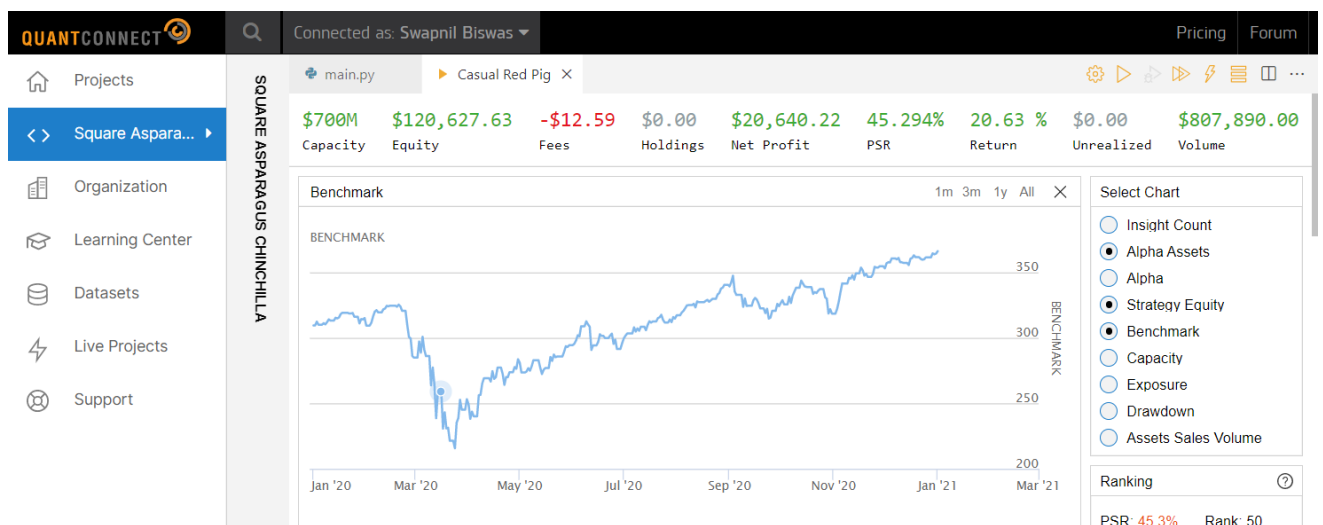 QUANTCONNECT
Connected as: Swapnil Biswas
Pricing Forum
Projects
Square Aspara...
Organization
Learning Center
Datasets
Live Projects
Support
SQUARE ASPARAGUS CHINCHILLA
main.py
Casual Red Pig
$700M $120,627.63 -$12.59 $0.00 $20,640.22 45.294% 20.63 % $0.00 $807,890.00
Capacity Equity Fees Holdings Net Profit PSR Return Unrealized Volume
Benchmark 1m 3m 1y All
BENCHMARK
350
300
250
200
BENCHMARK
Jan '20 Mar '20 May '20 Jul '20 Sep '20 Nov '20 Jan '21 Mar '21
Select Chart
Insight Count
Alpha Assets
Alpha
Strategy Equity
Benchmark
Capacity
Exposure
Drawdown
Assets Sales Volume
Ranking
PSR: 45.3% Rank: 50